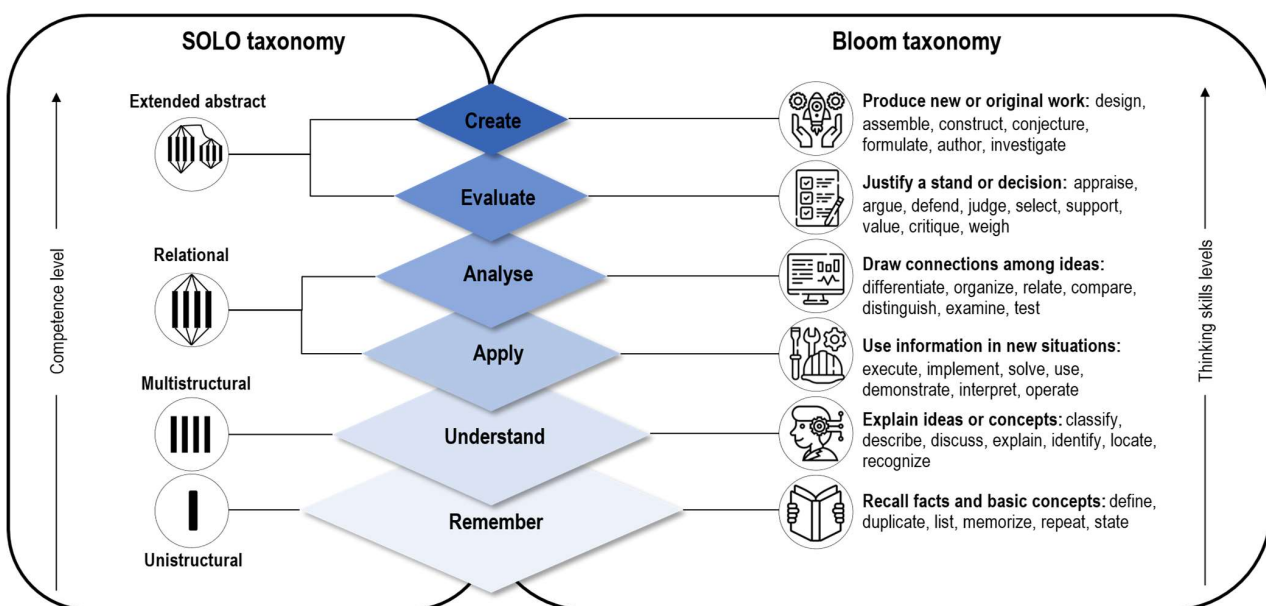 SOLO taxonomy
Bloom taxonomy
Competence level
Extended abstract
Relational
Multistructural
Unistructural
Create
Evaluate
Analyse
Apply
Understand
Remember
Produce new or original work: design,
assemble, construct, conjecture,
formulate, author, investigate
Justify a stand or decision: appraise,
argue, defend, judge, select, support,
value, critique, weigh
Draw connections among ideas:
differentiate, organize, relate, compare,
distinguish, examine, test
Use information in new situations:
execute, implement, solve, use,
demonstrate, interpret, operate
Explain ideas or concepts: classify,
describe, discuss, explain, identify, locate,
recognize
Recall facts and basic concepts: define,
duplicate, list, memorize, repeat, state
Thinking skills levels